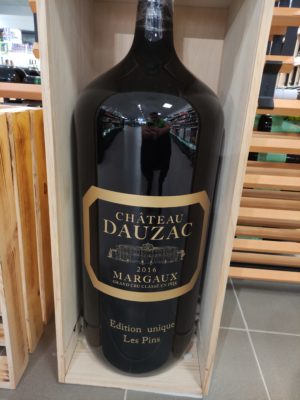 CHÂTEAU
DAUZAC
2016
MARGAUX
GRAND CRU CLASSÉ EN 1855
Edition unique
Les Pins